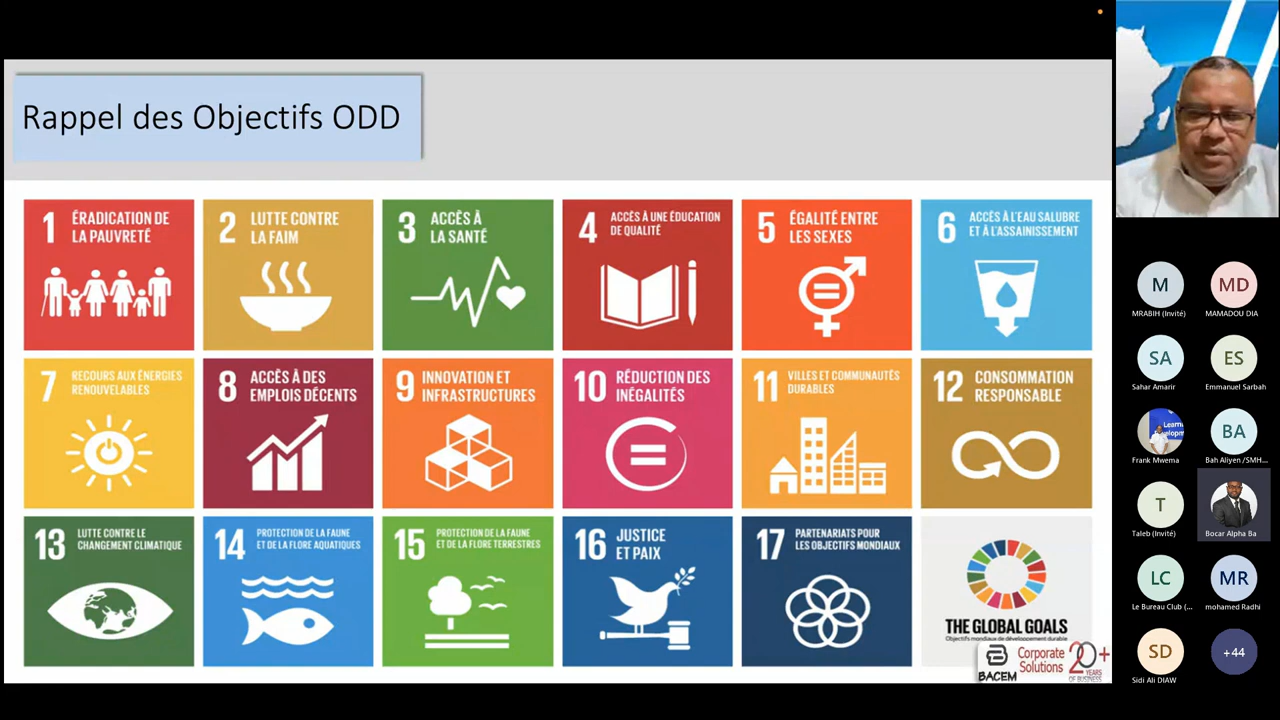 Rappel des Objectifs ODD
1 ÉRADICATION DE
LA PAUVRETÉ
2 LUTTE CONTRE
LA FAIM
3 ACCÈS À
LA SANTÉ
4 ACCÈS À UNE ÉDUCATION
DE QUALITÉ
5 ÉGALITÉ ENTRE
LES SEXES
6 ACCÈS À L'EAU SALUBRE
ET À L'ASSAINISSEMENT
7 RECOURS AUX ÉNERGIES
RENOUVELABLES
8 ACCÈS À DES
EMPLOIS DÉCENTS
9 INNOVATION ET
INFRASTRUCTURES
10 RÉDUCTION DES
INÉGALITÉS
11 VILLES ET COMMUNAUTÉS
DURABLES
12 CONSOMMATION
RESPONSABLE
13 LUTTE CONTRE LE
CHANGEMENT CLIMATIQUE
14 PROTECTION DE LA FAUNE
ET DE LA FLORE AQUATIQUES
15 PROTECTION DE LA FAUNE
ET DE LA FLORE TERRESTRES
16 JUSTICE
ET PAIX
17 PARTENARIATS POUR
LES OBJECTIFS MONDIAUX
THE GLOBAL GOALS
Objectifs mondiaux de développement durable
BACEM
Corporate
Solutions
20+
YEARS
OF BUSINESS
M
MRABIH (Invité)
MD
MAMADOU DIA
SA
Sahar Amarir
ES
Emmanuel Sarbah
Frank Mwema
BA
Bah Aliyen /SMH...
T
Taleb (Invité)
Bocar Alpha Ba
LC
Le Bureau Club (...
MR
mohamed Radhi
SD
Sidi Ali DIAW
+44